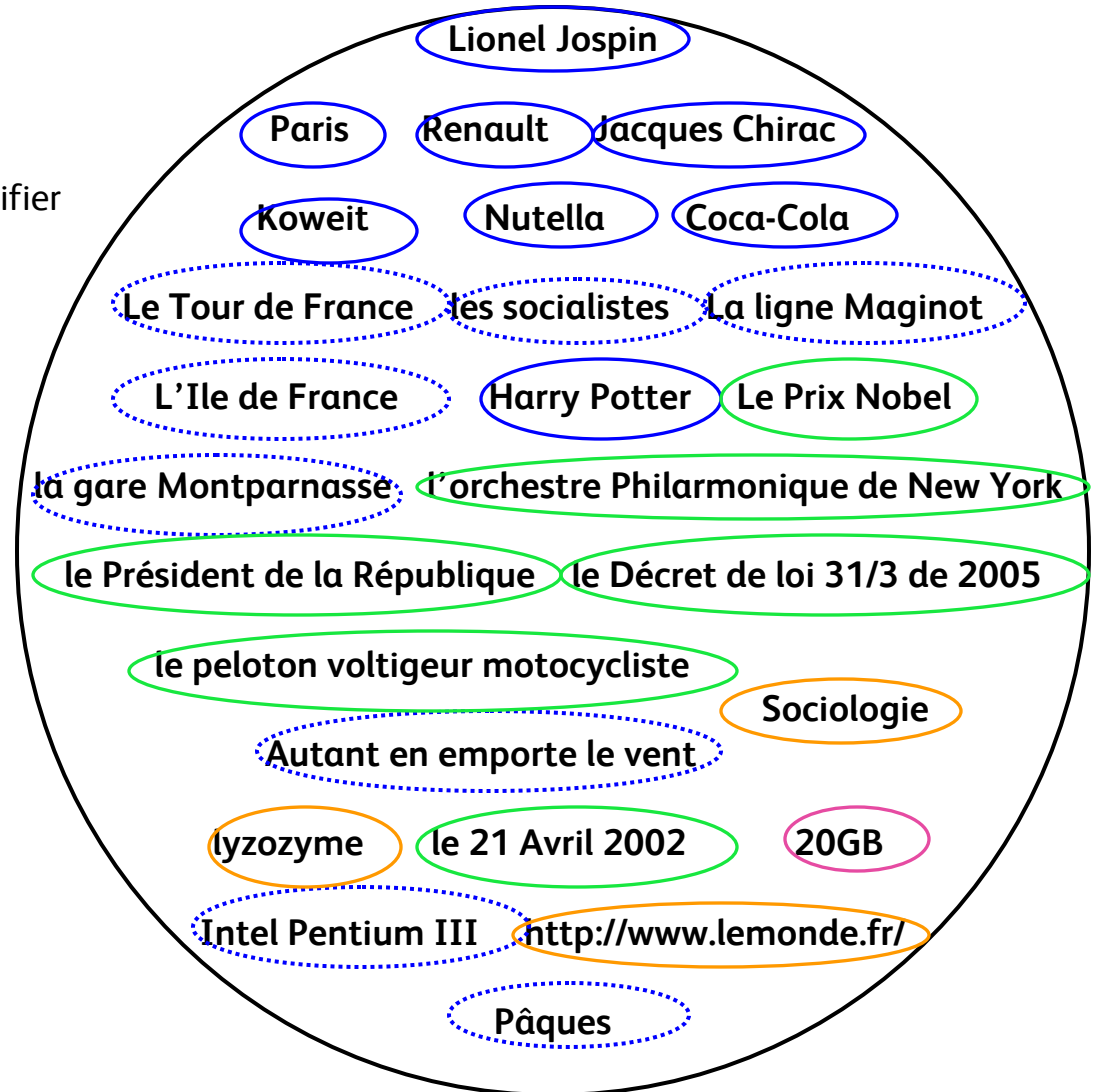 Lionel Jospin
Paris Renault Jacques Chirac
ifier
Koweit Nutella Coca-Cola
Le Tour de France les socialistes La ligne Maginot
L'Ile de France Harry Potter Le Prix Nobel
la gare Montparnasse l'orchestre Philarmonique de New York
le Président de la République le Décret de loi 31/3 de 2005
le peloton voltigeur motocycliste
Sociologie
Autant en emporte le vent
lyzozyme le 21 Avril 2002 20GB
Intel Pentium III http://www.lemonde.fr/
Pâques